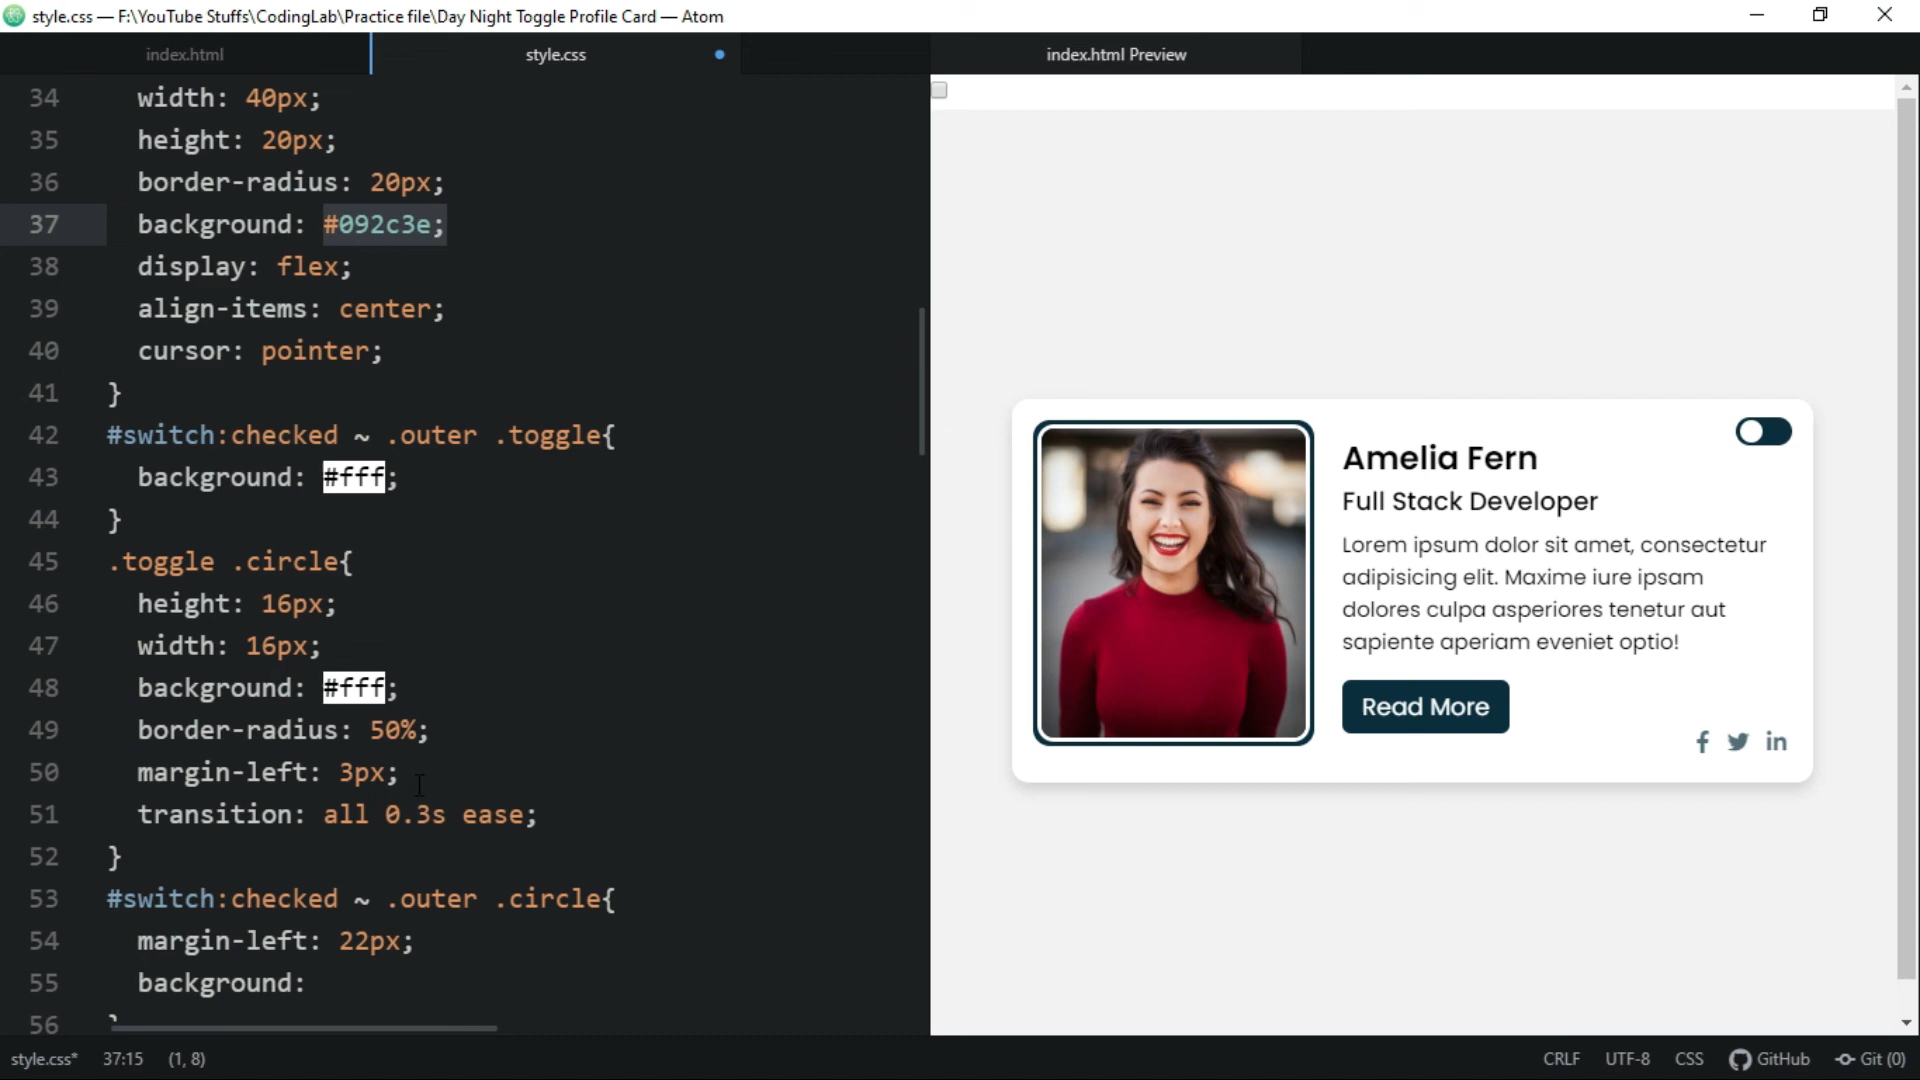 style.css — F:\YouTube Stuffs\CodingLab\Practice file\Day Night Toggle Profile Card — Atom
index.html
style.css
index.html Preview
34 width: 40px;
35 height: 20px;
36 border-radius: 20px;
37 background: #092c3e;
38 display: flex;
39 align-items: center;
40 cursor: pointer;
41 }
42 #switch:checked ~ .outer .toggle{
43 background: #fff;
44 }
45 .toggle .circle{
46 height: 16px;
47 width: 16px;
48 background: #fff;
49 border-radius: 50%;
50 margin-left: 3px;
51 transition: all 0.3s ease;
52 }
53 #switch:checked ~ .outer .circle{
54 margin-left: 22px;
55 background:
56 }
Amelia Fern
Full Stack Developer
Lorem ipsum dolor sit amet, consectetur
adipisicing elit. Maxime iure ipsam
dolores culpa asperiores tenetur aut
sapiente aperiam eveniet optio!
Read More
style.css* 37:15 (1, 8)
CRLF UTF-8 CSS GitHub Git (0)